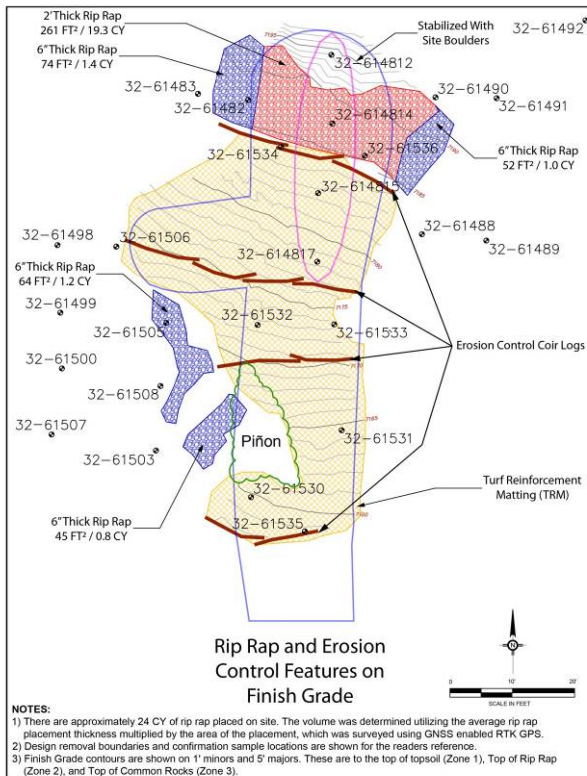 2' Thick Rip Rap
261 FT² / 19.3 CY
6" Thick Rip Rap
74 FT² / 1.4 CY
Stabilized With
Site Boulders
32-61492
7195
32-614812
32-61483
32-61482
32-61490
32-61491
32-614814
32-61534
32-61536
7190
6" Thick Rip Rap
52 FT² / 1.0 CY
32-614815
7185
32-61498
32-61506
32-61488
32-61489
32-614817
7180
6" Thick Rip Rap
64 FT² / 1.2 CY
32-61499
32-61505
32-61532
7175
32-61533
Erosion Control Coir Logs
32-61500
7170
32-61508
32-61507
32-61503
Piñon
7165
32-61531
32-61530
Turf Reinforcement
Matting (TRM)
7160
6" Thick Rip Rap
45 FT² / 0.8 CY
32-61535
Rip Rap and Erosion
Control Features on
Finish Grade
N
0 10' 20'
SCALE IN FEET
NOTES:
1) There are approximately 24 CY of rip rap placed on site. The volume was determined utilizing the average rip rap
placement thickness multiplied by the area of the placement, which was surveyed using GNSS enabled RTK GPS.
2) Design removal boundaries and confirmation sample locations are shown for the readers reference.
3) Finish Grade contours are shown on 1' minors and 5' majors. These are to the top of topsoil (Zone 1), Top of Rip Rap
(Zone 2), and Top of Common Rocks (Zone 3).